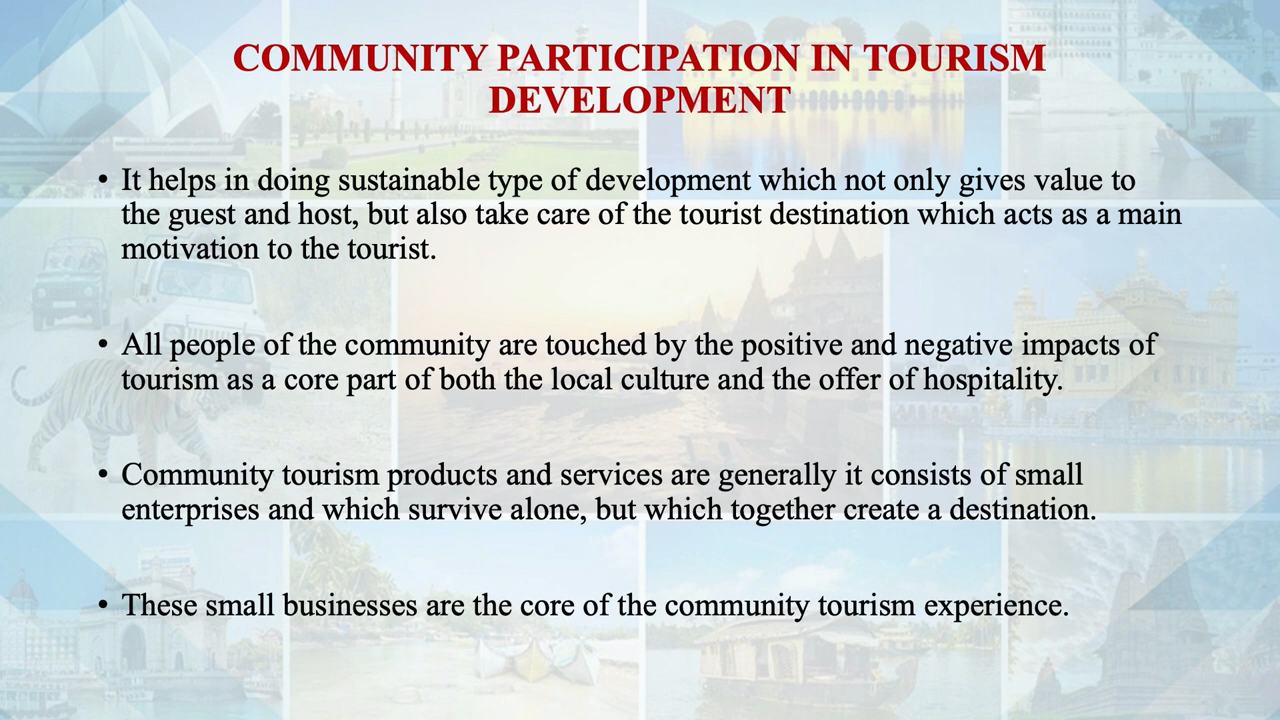 COMMUNITY PARTICIPATION IN TOURISM
DEVELOPMENT
• It helps in doing sustainable type of development which not only gives value to
the guest and host, but also take care of the tourist destination which acts as a main
motivation to the tourist.
• All people of the community are touched by the positive and negative impacts of
tourism as a core part of both the local culture and the offer of hospitality.
• Community tourism products and services are generally it consists of small
enterprises and which survive alone, but which together create a destination.
• These small businesses are the core of the community tourism experience.